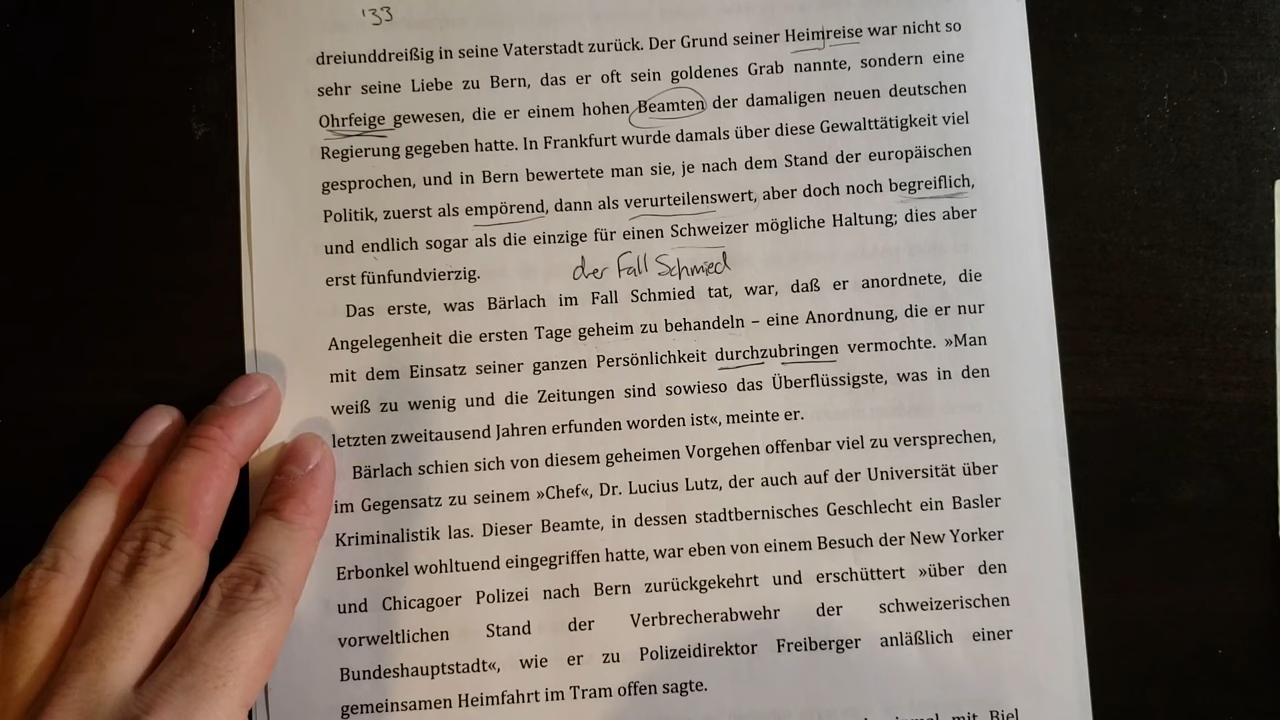 '33
dreiunddreißig in seine Vaterstadt zurück. Der Grund seiner Heimreise war nicht so
sehr seine Liebe zu Bern, das er oft sein goldenes Grab nannte, sondern eine
Ohrfeige gewesen, die er einem hohen Beamten der damaligen neuen deutschen
Regierung gegeben hatte. In Frankfurt wurde damals über diese Gewalttätigkeit viel
gesprochen, und in Bern bewertete man sie, je nach dem Stand der europäischen
Politik, zuerst als empörend, dann als verurteilenswert, aber doch noch begreiflich,
und endlich sogar als die einzige für einen Schweizer mögliche Haltung; dies aber
erst fünfundvierzig.
der Fall Schmied
Das erste, was Bärlach im Fall Schmied tat, war, daß er anordnete, die
Angelegenheit die ersten Tage geheim zu behandeln – eine Anordnung, die er nur
mit dem Einsatz seiner ganzen Persönlichkeit durchzubringen vermochte. »Man
weiß zu wenig und die Zeitungen sind sowieso das Überflüssigste, was in den
letzten zweitausend Jahren erfunden worden ist«, meinte er.
Bärlach schien sich von diesem geheimen Vorgehen offenbar viel zu versprechen,
im Gegensatz zu seinem »Chef«, Dr. Lucius Lutz, der auch auf der Universität über
Kriminalistik las. Dieser Beamte, in dessen stadtbernisches Geschlecht ein Basler
Erbonkel wohltuend eingegriffen hatte, war eben von einem Besuch der New Yorker
und Chicagoer Polizei nach Bern zurückgekehrt und erschüttert »über den
vorweltlichen Stand der Verbrecherabwehr der schweizerischen
Bundeshauptstadt«, wie er zu Polizeidirektor Freiberger anläßlich einer
gemeinsamen Heimfahrt im Tram offen sagte.
mit Biel